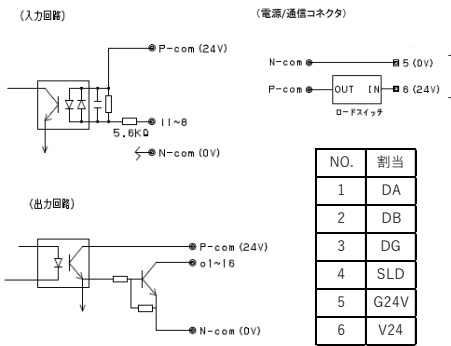 (入力回路)
P-com (24V)
5.6KΩ
I1~8
N-com (0V)
(出力回路)
P-com (24V)
o1~16
N-com (0V)
(電源/通信コネクタ)
N-com
5 (0V)
P-com
OUT IN
6 (24V)
ロードスイッチ
NO. 割当
1 DA
2 DB
3 DG
4 SLD
5 G24V
6 V24